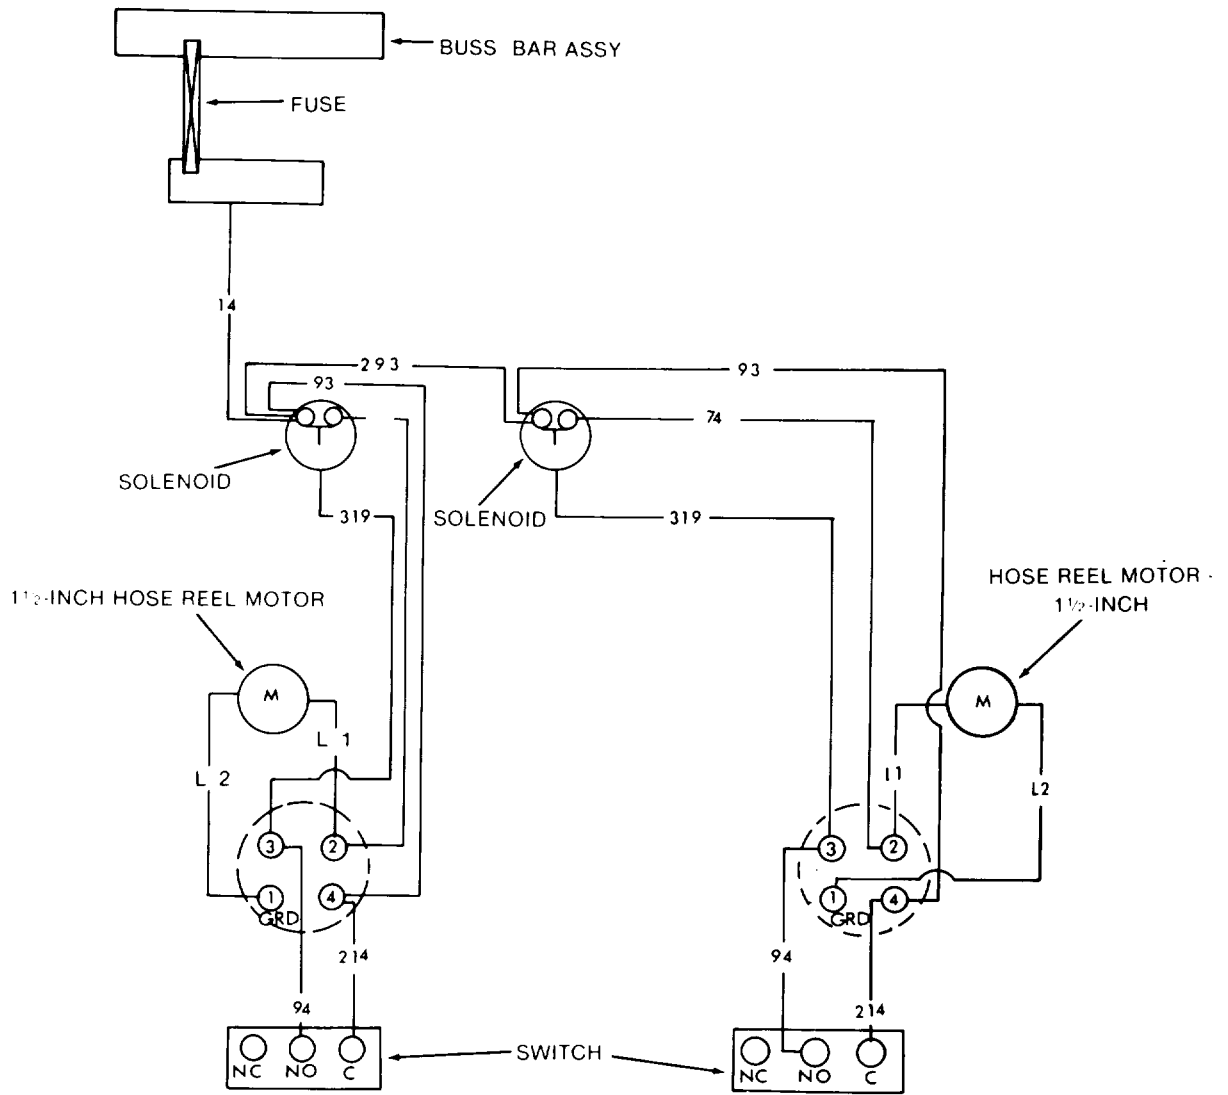 BUSS BAR ASSY
FUSE
14
293
93
93
74
SOLENOID
SOLENOID
319
319
1½-INCH HOSE REEL MOTOR
HOSE REEL MOTOR -
1½-INCH
M
M
L 1
L 2
L1
L2
3
2
1
4
GRD
3
2
1
4
GRD
214
94
94
214
NC NO C
SWITCH
NC NO C